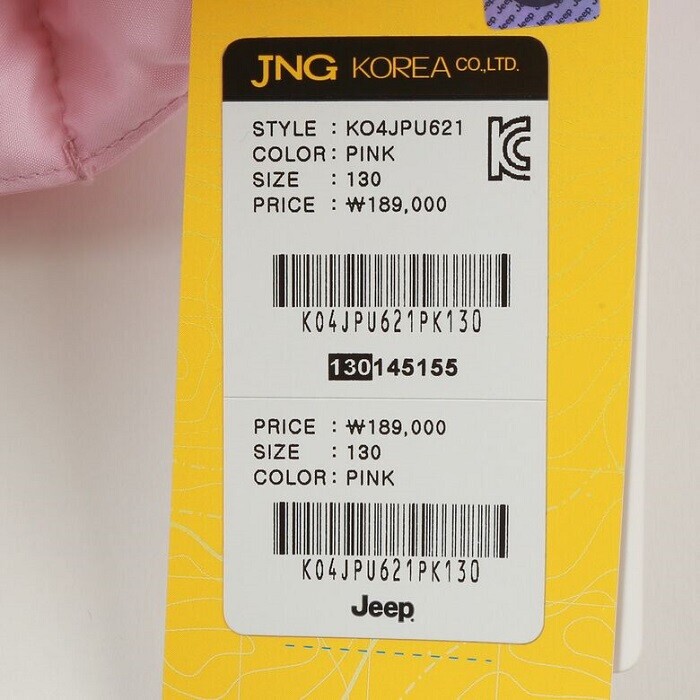 Jeep
JNG KOREA CO.,LTD.
STYLE : KO4JPU621
COLOR : PINK
SIZE : 130
PRICE : ₩189,000
K04JPU621PK130
130145155
PRICE : ₩189,000
SIZE : 130
COLOR : PINK
K04JPU621PK130
Jeep